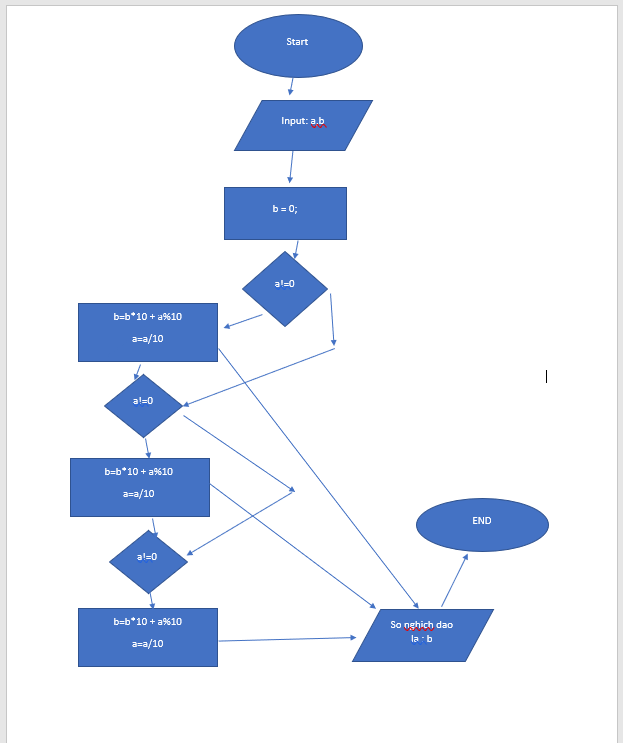 Start
Input: a.b
b = 0;
a!=0
b=b*10 + a%10
a=a/10
a!=0
b=b*10 + a%10
a=a/10
END
a!=0
b=b*10 + a%10
a=a/10
So nghich dao
la : b